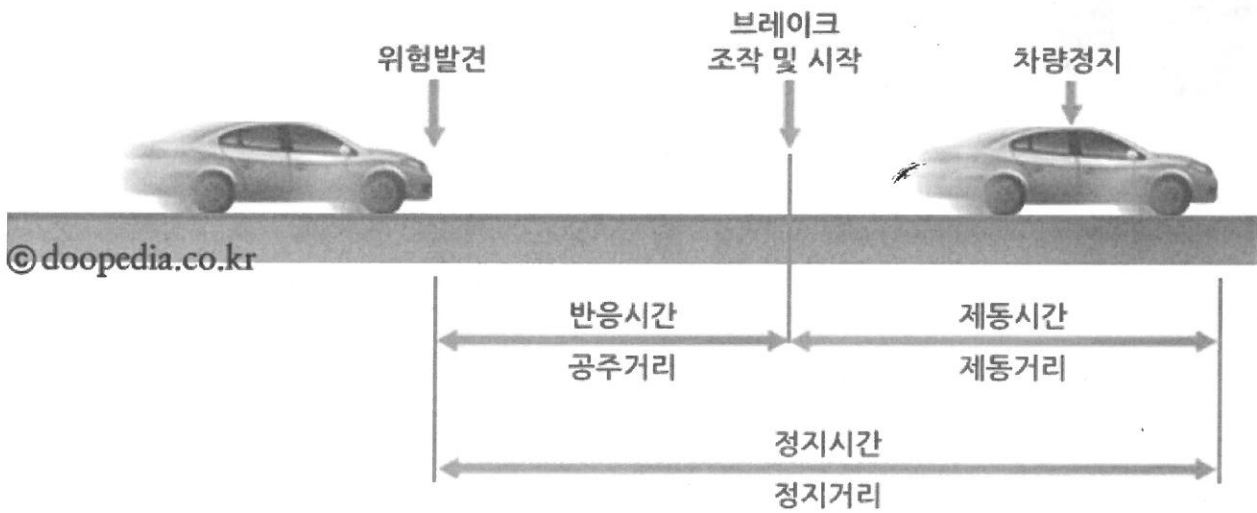 위험발견
브레이크
조작 및 시작
차량정지
©doopedia.co.kr
반응시간
제동시간
공주거리
제동거리
정지시간
정지거리